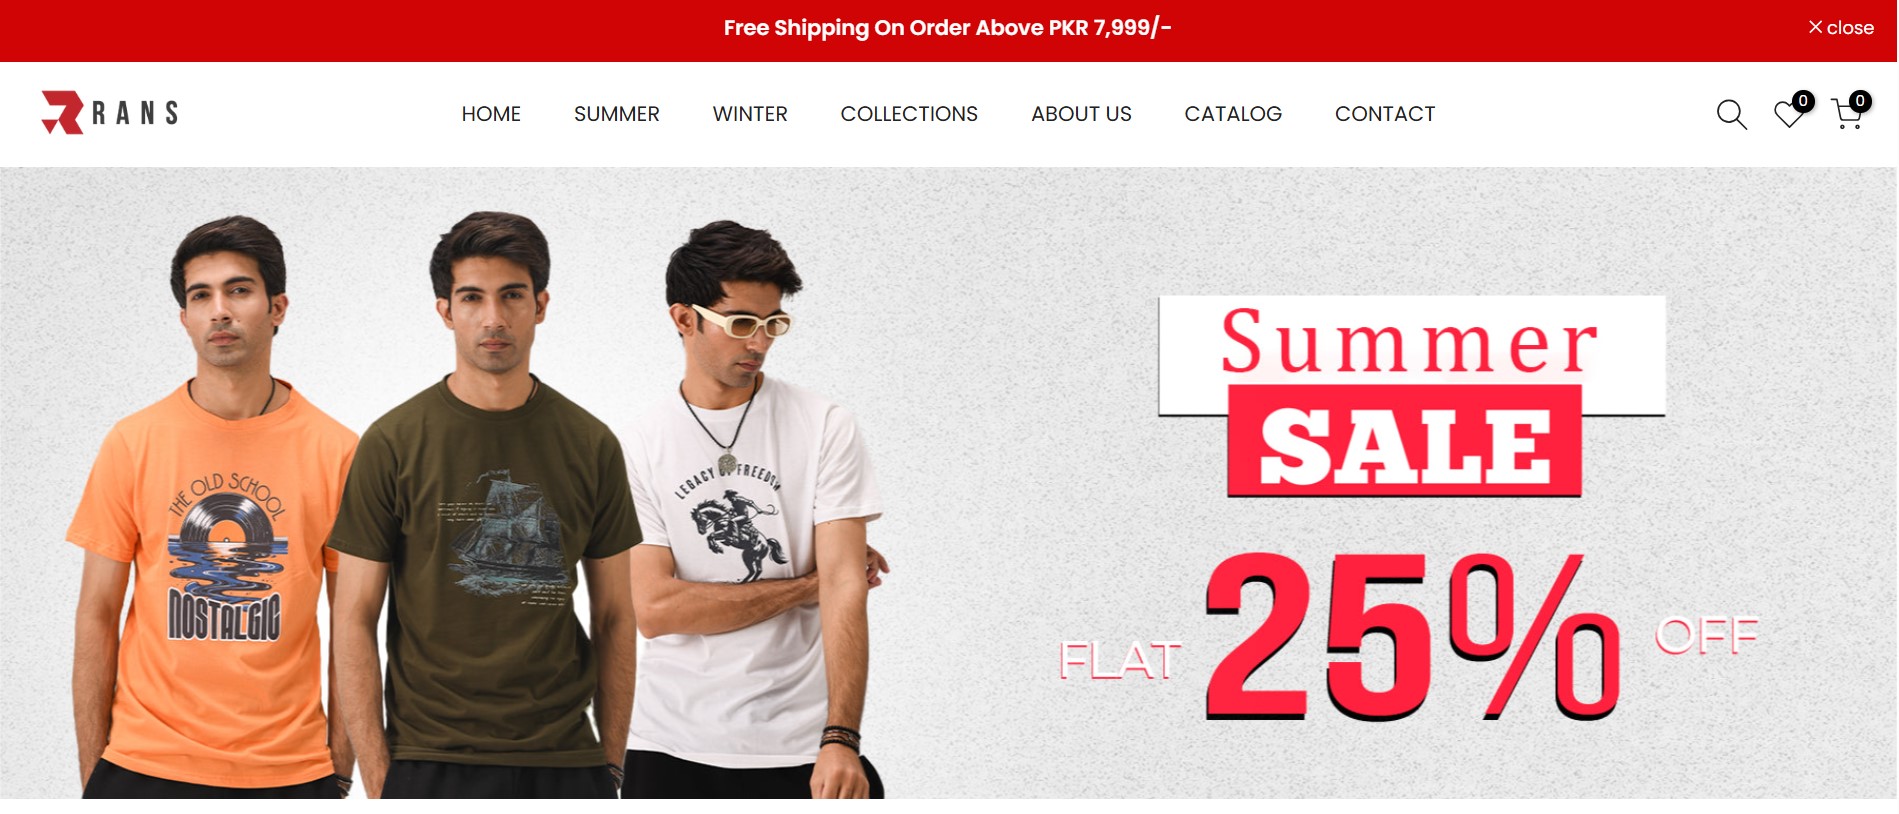 Free Shipping On Order Above PKR 7,999/-
close
RANS
HOME SUMMER WINTER COLLECTIONS ABOUT US CATALOG CONTACT
0
0
THE OLD SCHOOL
NOSTALGIC
LEGACY OF FREEDOM
Summer
SALE
FLAT 25% OFF